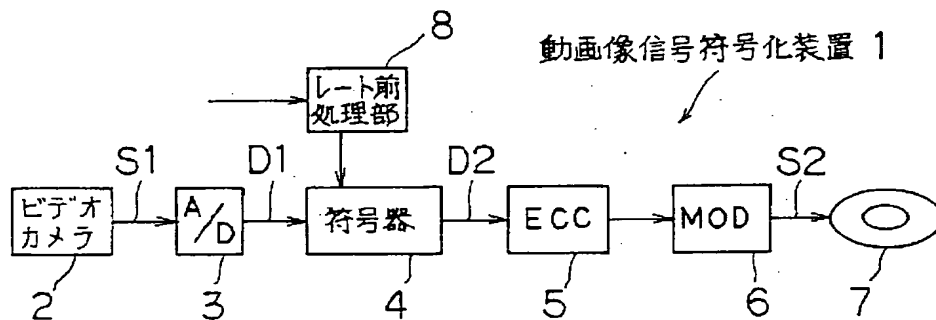 8
動画像信号符号化装置 1
レート前
処理部
S1
D1
D2
S2
ビデオ
カメラ
A/D
符号器
ECC
MOD
2
3
4
5
6
7